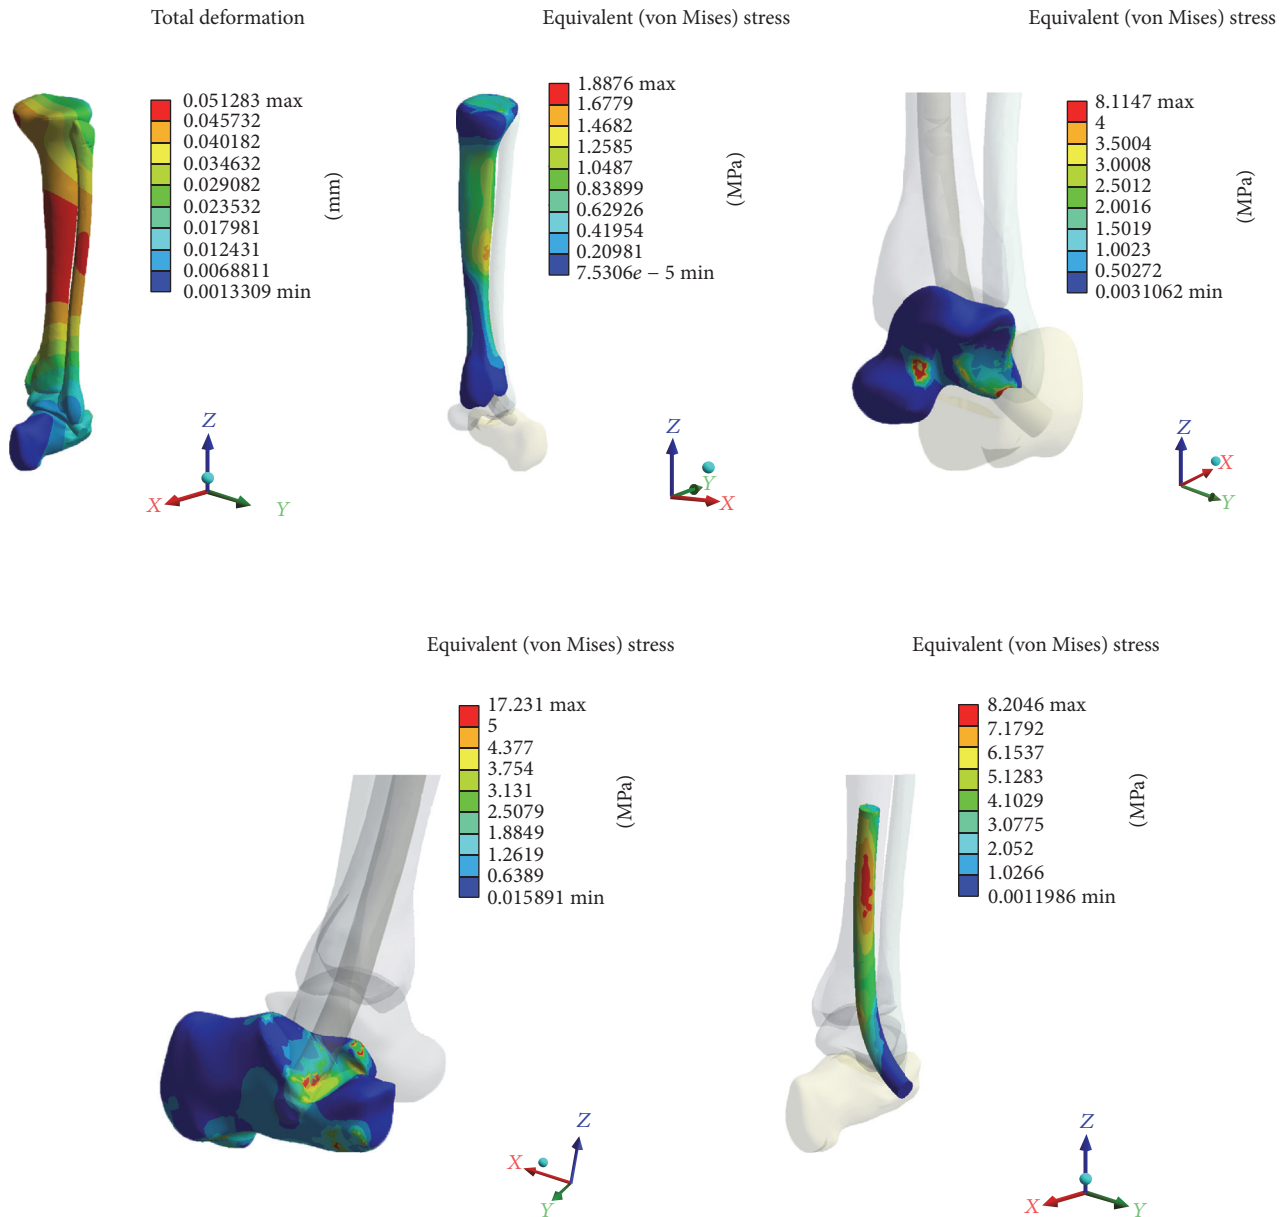 Total deformation
0.051283 max
0.045732
0.040182
0.034632
0.029082
0.023532
0.017981
0.012431
0.0068811
0.0013309 min
(mm)
Z
X
Y
Equivalent (von Mises) stress
1.8876 max
1.6779
1.4682
1.2585
1.0487
0.83899
0.62926
0.41954
0.20981
7.5306e − 5 min
(MPa)
Z
Y
X
Equivalent (von Mises) stress
8.1147 max
4
3.5004
3.0008
2.5012
2.0016
1.5019
1.0023
0.50272
0.0031062 min
(MPa)
Z
X
Y
Equivalent (von Mises) stress
17.231 max
5
4.377
3.754
3.131
2.5079
1.8849
1.2619
0.6389
0.015891 min
(MPa)
Z
X
Y
Equivalent (von Mises) stress
8.2046 max
7.1792
6.1537
5.1283
4.1029
3.0775
2.052
1.0266
0.0011986 min
(MPa)
Z
X
Y